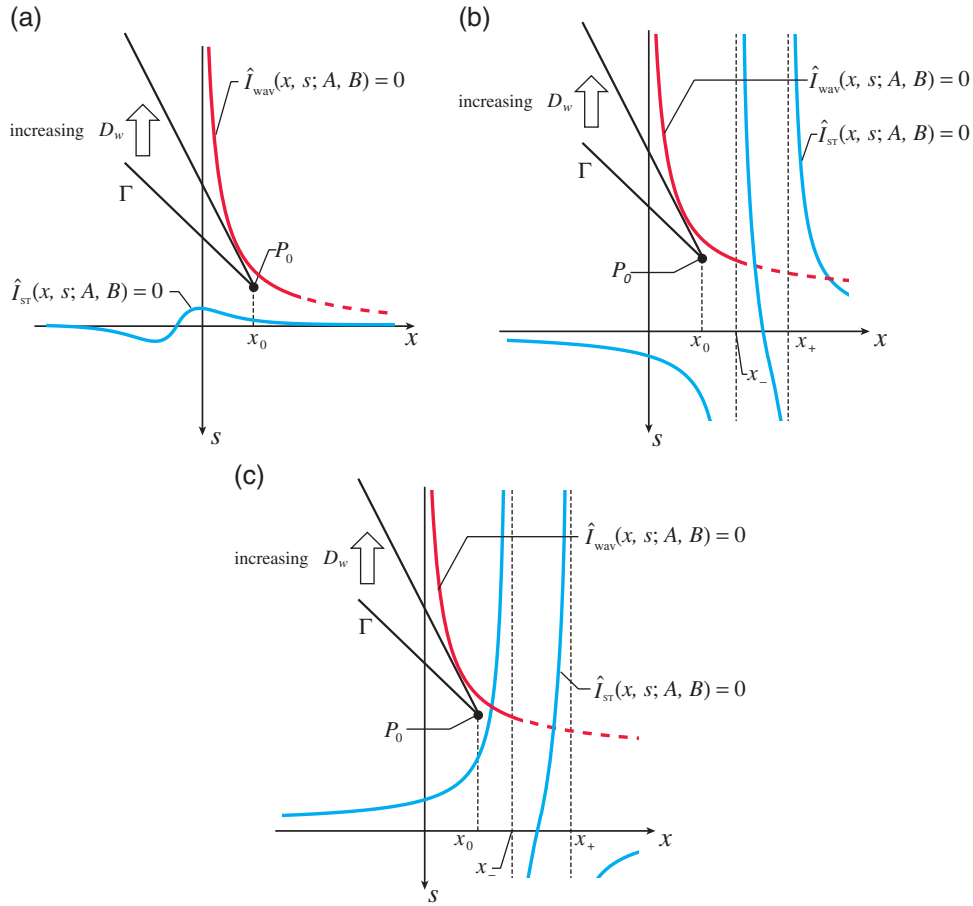 (a)
Î_wav(x, s; A, B) = 0
increasing D_w
Γ
P_0
Î_ST(x, s; A, B) = 0
x_0
x
s
(b)
Î_wav(x, s; A, B) = 0
increasing D_w
Î_ST(x, s; A, B) = 0
Γ
P_0
x_0
x_+
x
x_−
s
(c)
Î_wav(x, s; A, B) = 0
increasing D_w
Γ
Î_ST(x, s; A, B) = 0
P_0
x_0
x_+
x
x_−
s